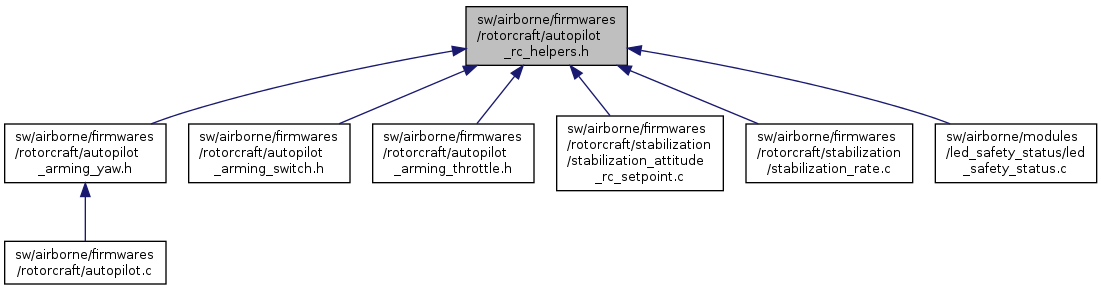 sw/airborne/firmwares
/rotorcraft/autopilot
_rc_helpers.h
sw/airborne/firmwares
/rotorcraft/autopilot
_arming_yaw.h
sw/airborne/firmwares
/rotorcraft/autopilot
_arming_switch.h
sw/airborne/firmwares
/rotorcraft/autopilot
_arming_throttle.h
sw/airborne/firmwares
/rotorcraft/stabilization
/stabilization_attitude
_rc_setpoint.c
sw/airborne/firmwares
/rotorcraft/stabilization
/stabilization_rate.c
sw/airborne/modules
/led_safety_status/led
_safety_status.c
sw/airborne/firmwares
/rotorcraft/autopilot.c